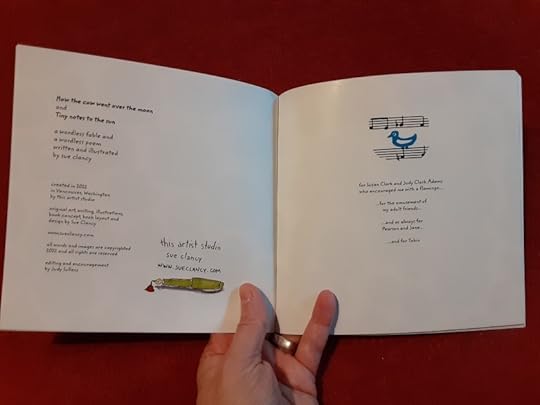 How the cow went over the moon
and
Tiny notes to the sun
a wordless fable and
a wordless poem
written and illustrated
by sue clancy
created in 2022
in Vancouver, Washington
by this artist studio
original art, writing, illustrations,
book concept, book layout and
design by Sue Clancy
www.sueclancy.com
all words and images are copyrighted
2022 and all rights are reserved
editing and encouragement
by Judy Sullens
this artist studio
sue clancy
www.sueclancy.com
for Susan Clark and Judy Clark Adams
who encouraged me with a flamingo...
...for the amusement of
my adult friends...
...and as always for
Pearson and Jane...
...and for Tabin